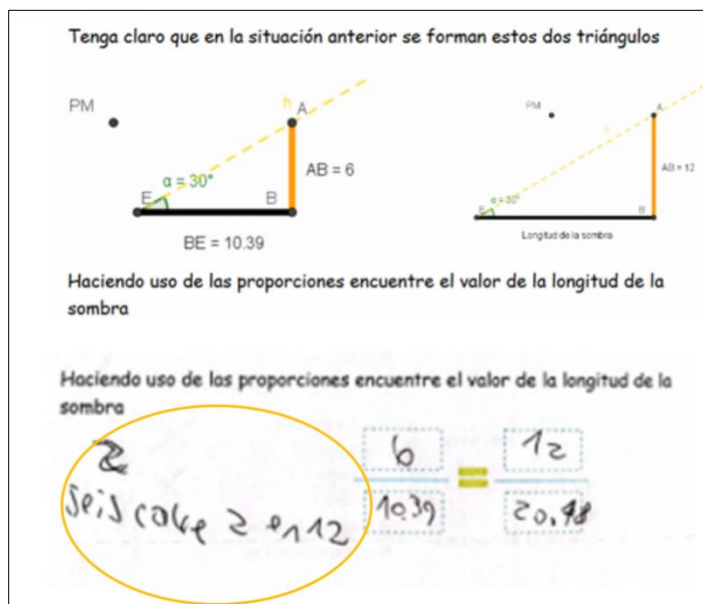 Tenga claro que en la situación anterior se forman estos dos triángulos
PM
h
A
α = 30°
AB = 6
E
B
BE = 10.39
PM
h
A
α = 30°
AB = 12
E
B
Longitud de la sombra
Haciendo uso de las proporciones encuentre el valor de la longitud de la
sombra
Haciendo uso de las proporciones encuentre el valor de la longitud de la
sombra
2
seis cave 2 en 12
6 = 12
10.39 20.